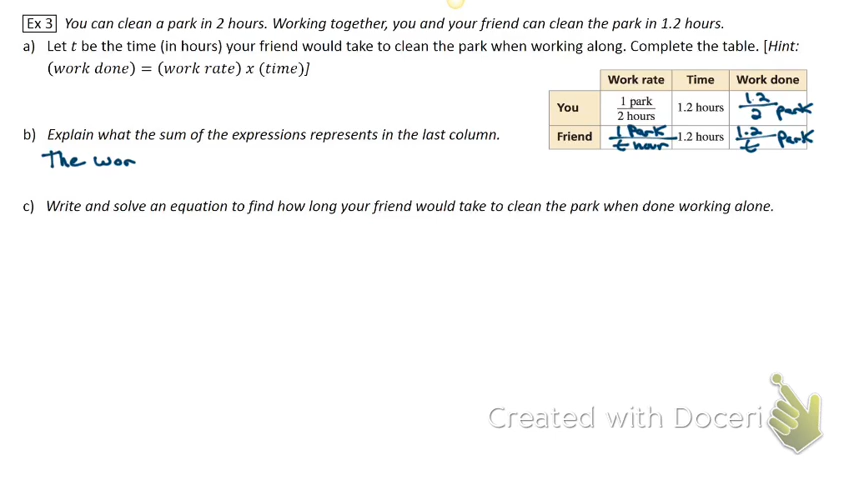 Ex 3 You can clean a park in 2 hours. Working together, you and your friend can clean the park in 1.2 hours.
a) Let t be the time (in hours) your friend would take to clean the park when working along. Complete the table. [Hint:
(work done) = (work rate) x (time)]
Work rate Time Work done
You 1 park / 2 hours 1.2 hours 1.2 / 2 park
Friend 1 Park / t hour 1.2 hours 1.2 / t Park
b) Explain what the sum of the expressions represents in the last column.
The wor
c) Write and solve an equation to find how long your friend would take to clean the park when done working alone.
Created with Doceri